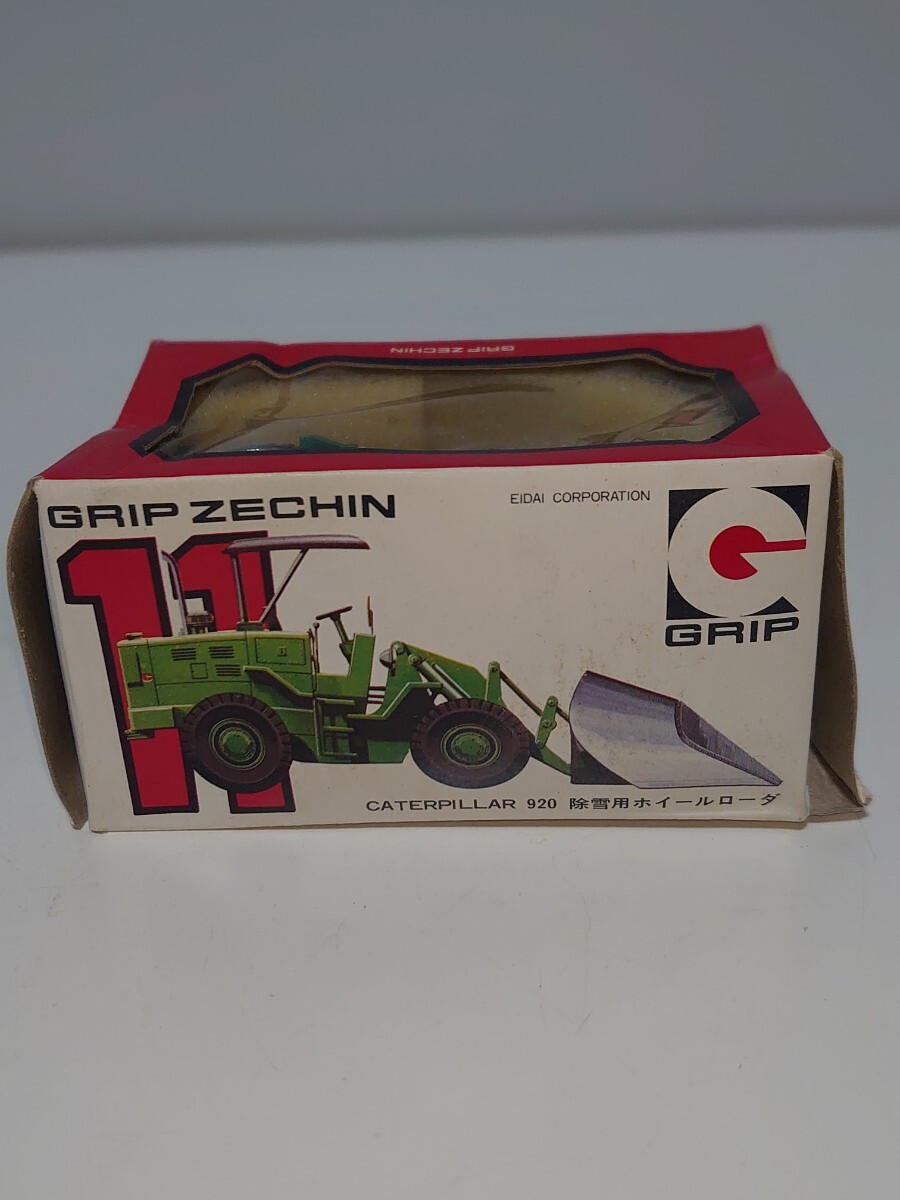 GRIP ZECHIN
GRIP ZECHIN
EIDAI CORPORATION
11
GRIP
CATERPILLAR 920 除雪用ホイールローダ